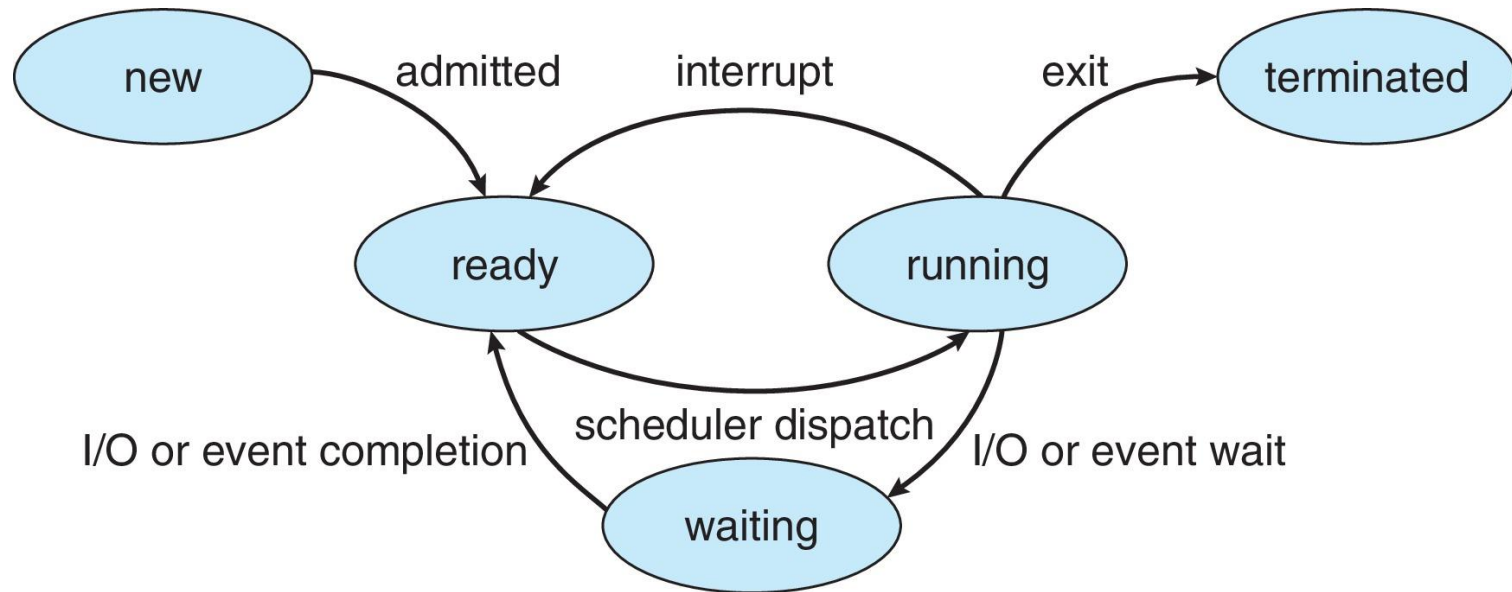 new
admitted
interrupt
exit
terminated
ready
running
scheduler dispatch
I/O or event completion
I/O or event wait
waiting